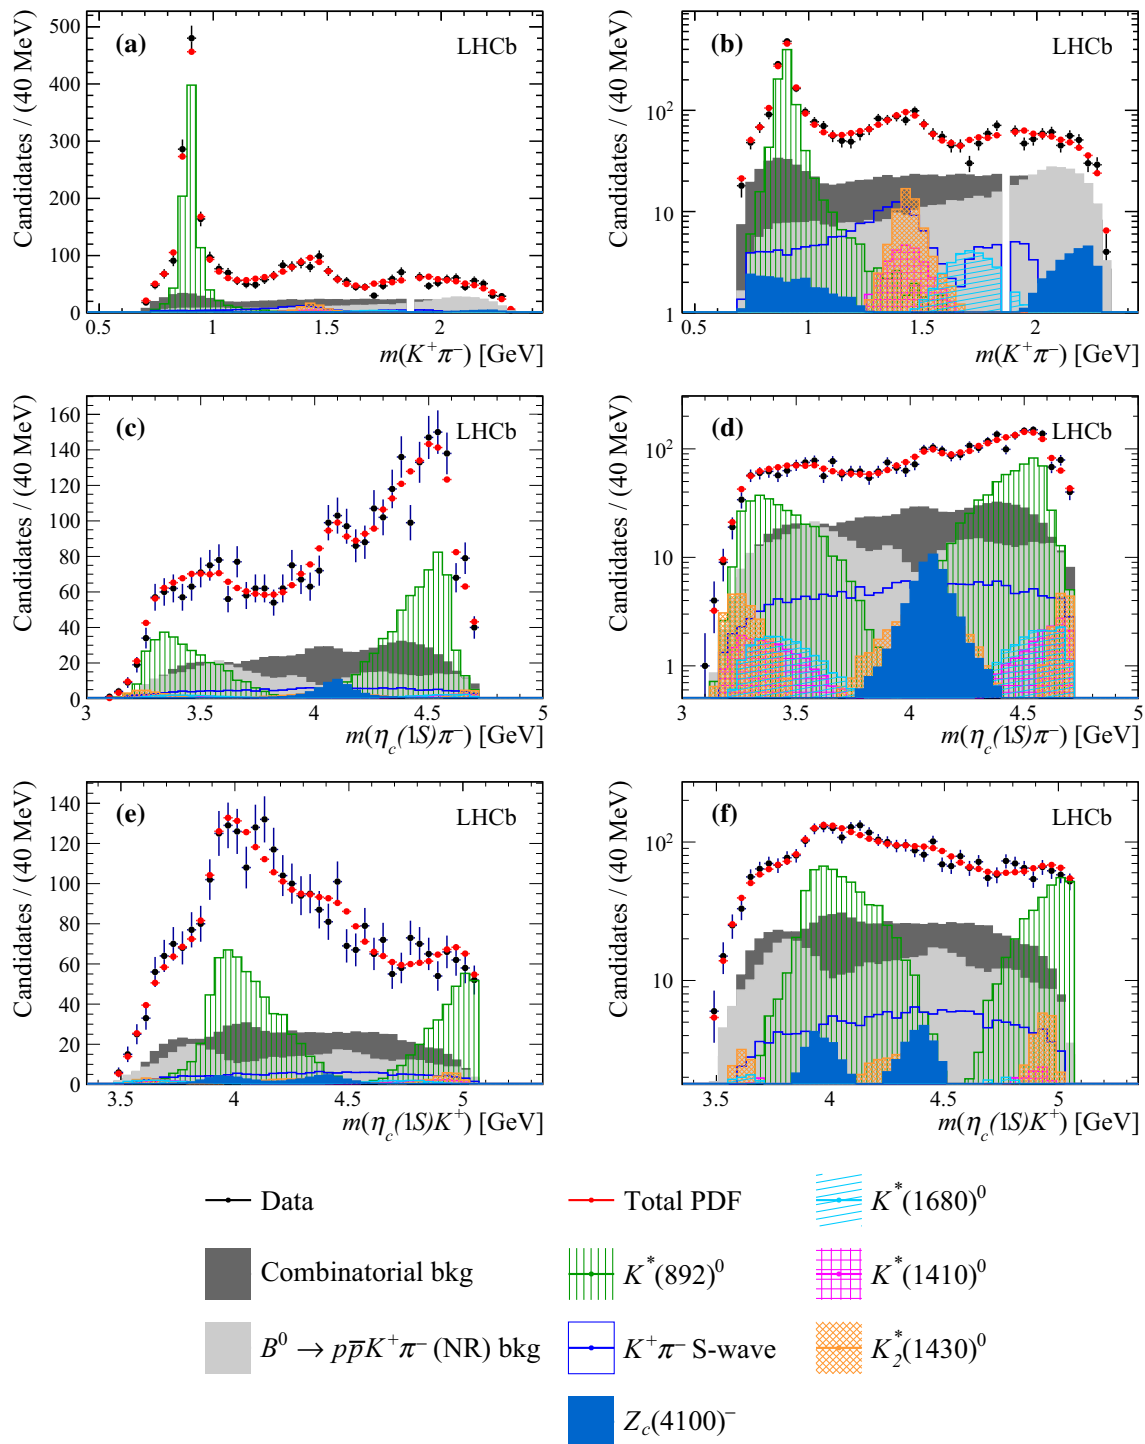 (a) LHCb
Candidates / (40 MeV)
500
400
300
200
100
0
0.5 1 1.5 2
m(K⁺π⁻) [GeV]
(b) LHCb
Candidates / (40 MeV)
10²
10
1
0.5 1 1.5 2
m(K⁺π⁻) [GeV]
(c) LHCb
Candidates / (40 MeV)
160
140
120
100
80
60
40
20
0
3 3.5 4 4.5 5
m(η_c(1S)π⁻) [GeV]
(d) LHCb
Candidates / (40 MeV)
10²
10
1
3 3.5 4 4.5 5
m(η_c(1S)π⁻) [GeV]
(e) LHCb
Candidates / (40 MeV)
140
120
100
80
60
40
20
0
3.5 4 4.5 5
m(η_c(1S)K⁺) [GeV]
(f) LHCb
Candidates / (40 MeV)
10²
10
3.5 4 4.5 5
m(η_c(1S)K⁺) [GeV]
Data
Total PDF
K*(1680)⁰
Combinatorial bkg
K*(892)⁰
K*(1410)⁰
B⁰ → pp̅K⁺π⁻ (NR) bkg
K⁺π⁻ S-wave
K₂*(1430)⁰
Z_c(4100)⁻